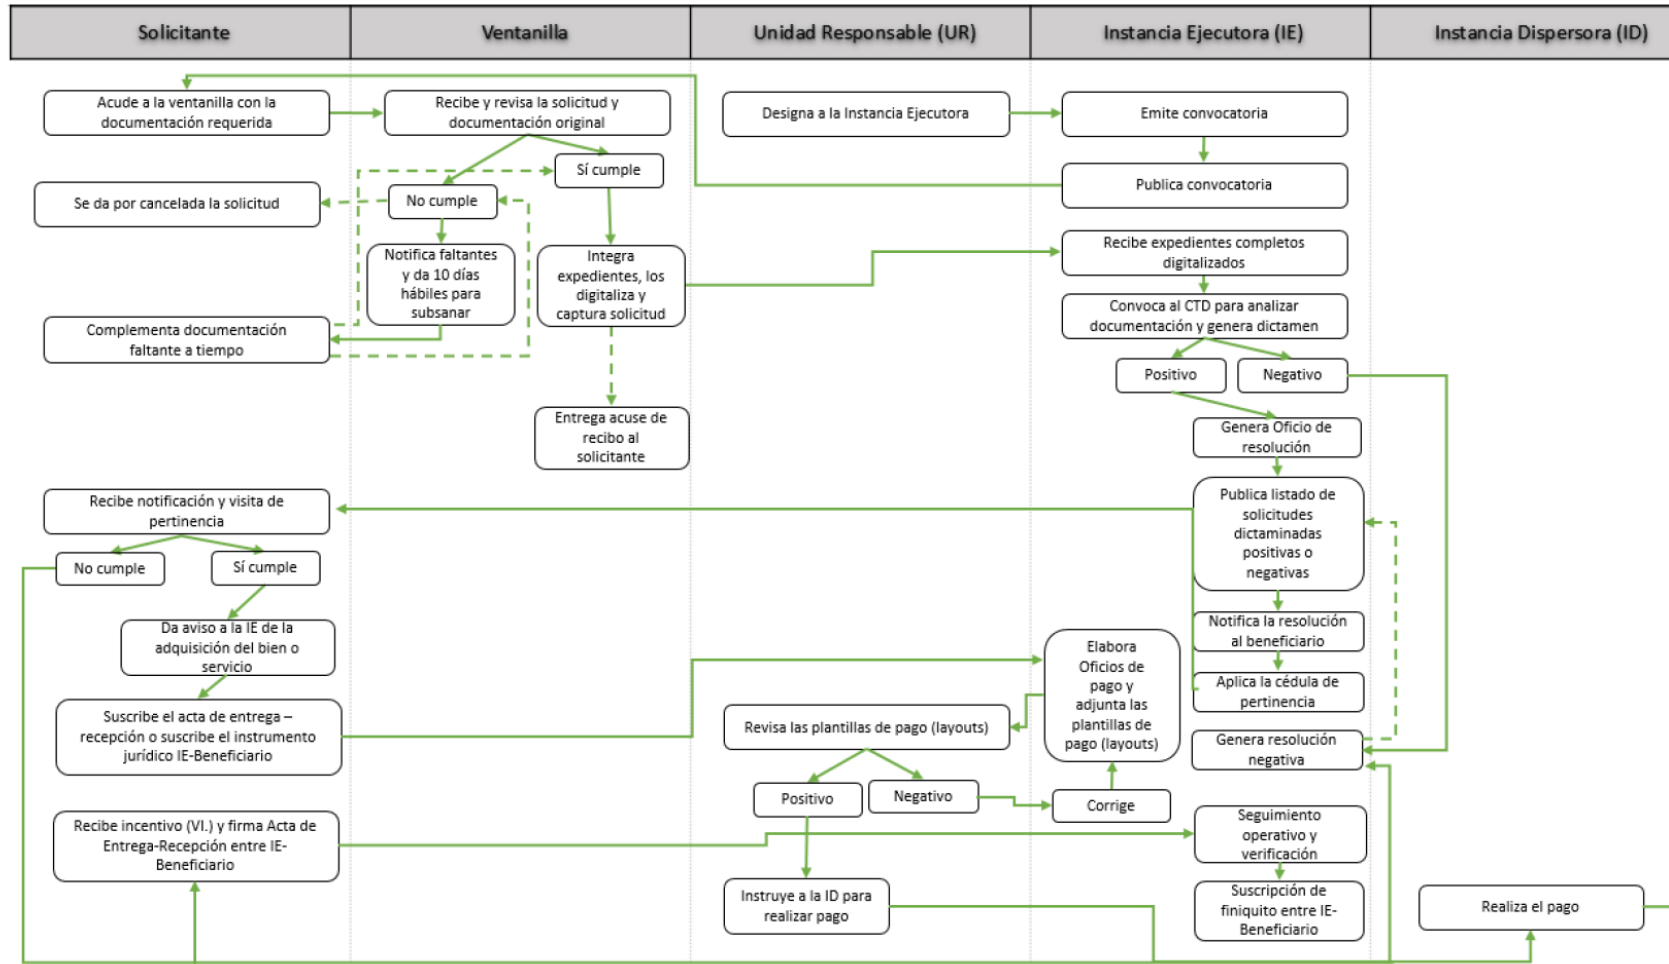 Solicitante
Ventanilla
Unidad Responsable (UR)
Instancia Ejecutora (IE)
Instancia Dispersora (ID)
Acude a la ventanilla con la
documentación requerida
Recibe y revisa la solicitud y
documentación original
Designa a la Instancia Ejecutora
Emite convocatoria
Sí cumple
No cumple
Se da por cancelada la solicitud
Publica convocatoria
Notifica faltantes
y da 10 días
hábiles para
subsanar
Integra
expedientes, los
digitaliza y
captura solicitud
Recibe expedientes completos
digitalizados
Complementa documentación
faltante a tiempo
Convoca al CTD para analizar
documentación y genera dictamen
Positivo
Negativo
Entrega acuse de
recibo al
solicitante
Genera Oficio de
resolución
Recibe notificación y visita de
pertinencia
Publica listado de
solicitudes
dictaminadas
positivas o
negativas
No cumple
Sí cumple
Da aviso a la IE de la
adquisición del bien o
servicio
Notifica la resolución
al beneficiario
Elabora
Oficios de
pago y
adjunta las
plantillas de
pago (layouts)
Aplica la cédula de
pertinencia
Suscribe el acta de entrega –
recepción o suscribe el instrumento
jurídico IE-Beneficiario
Revisa las plantillas de pago (layouts)
Genera resolución
negativa
Positivo
Negativo
Corrige
Recibe incentivo (VI.) y firma Acta de
Entrega-Recepción entre IE-
Beneficiario
Seguimiento
operativo y
verificación
Instruye a la ID para
realizar pago
Suscripción de
finiquito entre IE-
Beneficiario
Realiza el pago